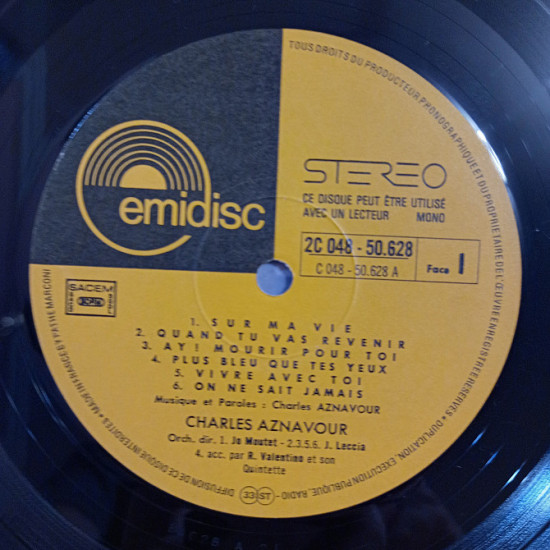 emidisc
STEREO
CE DISQUE PEUT ÊTRE UTILISÉ
AVEC UN LECTEUR MONO
2C 048 - 50.628
C 048 - 50.628 A
Face 1
SACEM
1. SUR MA VIE
2. QUAND TU VAS REVENIR
3. AY! MOURIR POUR TOI
4. PLUS BLEU QUE TES YEUX
5. VIVRE AVEC TOI
6. ON NE SAIT JAMAIS
Musique et Paroles : Charles AZNAVOUR
CHARLES AZNAVOUR
Orch. dir. 1. Jo Moutet - 2.3.5.6. J. Leccia
4. acc. par R. Valentino et son
Quintette
33 ST
TOUS DROITS DU PRODUCTEUR PHONOGRAPHIQUE ET DU PROPRIETAIRE DE L'ŒUVRE ENREGISTREE RESERVES - DUPLICATION, EXECUTION PUBLIQUE, RADIO - DIFFUSION DE CE DISQUE INTERDITES • MADE IN FRANCE BY PATHE MARCONI